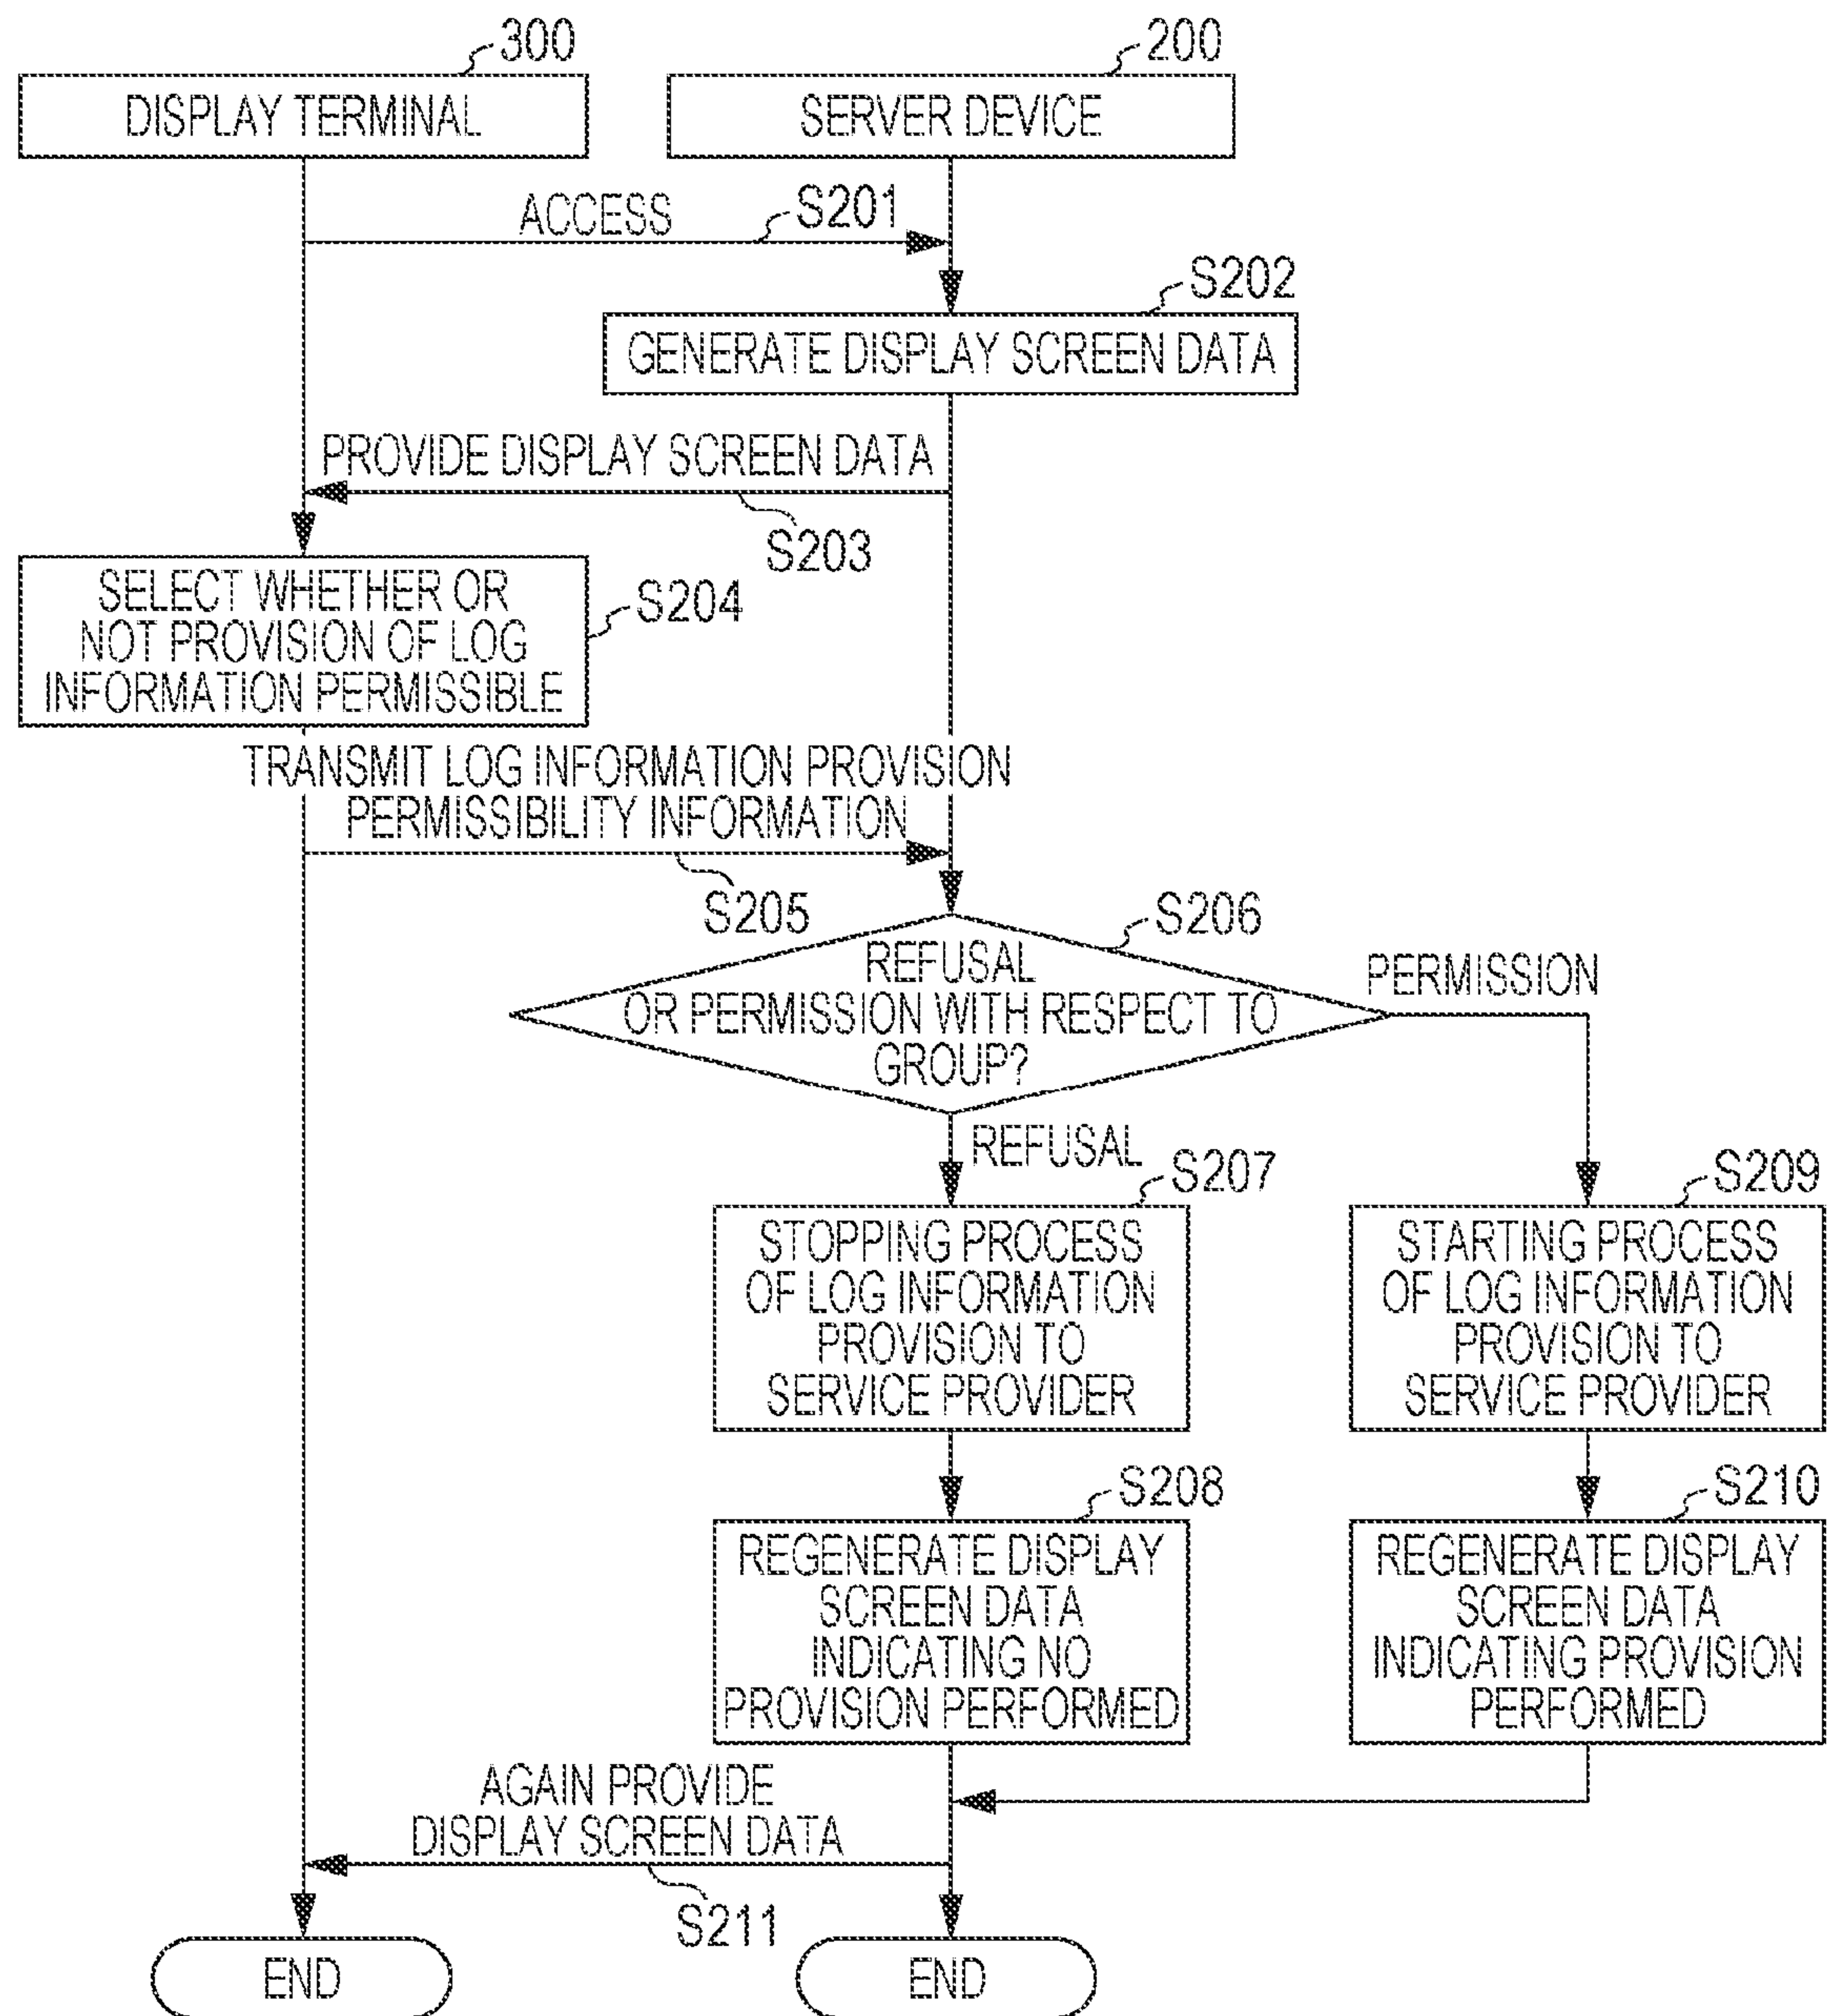 300
200
DISPLAY TERMINAL
SERVER DEVICE
ACCESS
S201
S202
GENERATE DISPLAY SCREEN DATA
PROVIDE DISPLAY SCREEN DATA
S203
SELECT WHETHER OR
NOT PROVISION OF LOG
INFORMATION PERMISSIBLE
S204
TRANSMIT LOG INFORMATION PROVISION
PERMISSIBILITY INFORMATION
S205
S206
REFUSAL
OR PERMISSION WITH RESPECT TO
GROUP?
PERMISSION
REFUSAL
S207
STOPPING PROCESS
OF LOG INFORMATION
PROVISION TO
SERVICE PROVIDER
S209
STARTING PROCESS
OF LOG INFORMATION
PROVISION TO
SERVICE PROVIDER
S208
REGENERATE DISPLAY
SCREEN DATA
INDICATING NO
PROVISION PERFORMED
S210
REGENERATE DISPLAY
SCREEN DATA
INDICATING PROVISION
PERFORMED
AGAIN PROVIDE
DISPLAY SCREEN DATA
S211
END
END